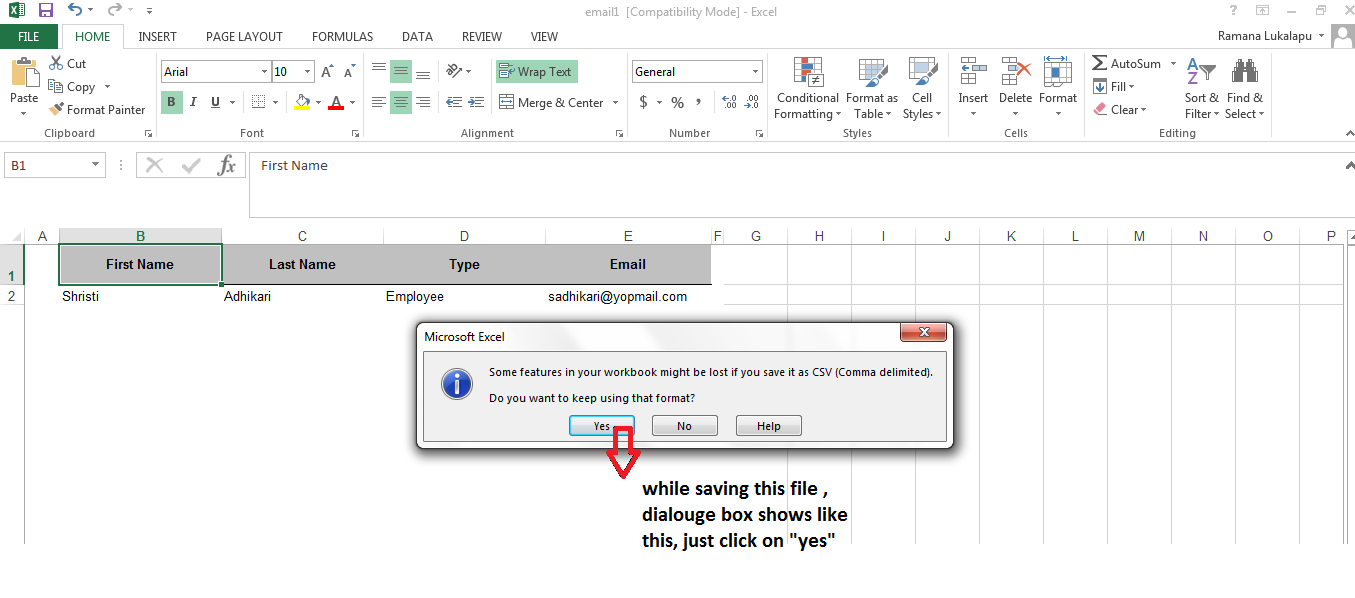 email1 [Compatibility Mode] - Excel
?
FILE HOME INSERT PAGE LAYOUT FORMULAS DATA REVIEW VIEW Ramana Lukalapu
Paste
Cut
Copy
Format Painter
Clipboard
Arial 10 A A
B I U A
Font
Wrap Text
Merge & Center
Alignment
General
$ % ,
Number
Conditional
Formatting
Format as
Table
Cell
Styles
Styles
Insert Delete Format
Cells
AutoSum
Fill
Clear
Sort &
Filter
Find &
Select
Editing
B1 fx First Name
A B C D E F G H I J K L M N O P
1 First Name Last Name Type Email
2 Shristi Adhikari Employee sadhikari@yopmail.com
Microsoft Excel
Some features in your workbook might be lost if you save it as CSV (Comma delimited).
Do you want to keep using that format?
Yes No Help
while saving this file ,
dialouge box shows like
this, just click on "yes"